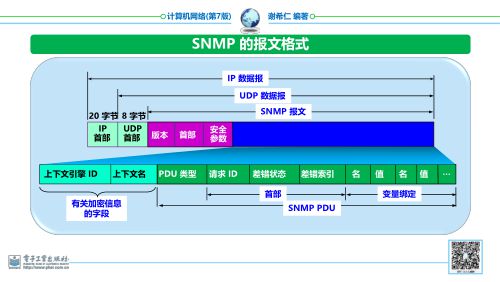 计算机网络(第7版)
谢希仁 编著
SNMP 的报文格式
IP 数据报
UDP 数据报
SNMP 报文
20 字节 8 字节
IP 首部
UDP 首部
版本
首部
安全参数
上下文引擎 ID
上下文名
PDU 类型
请求 ID
差错状态
差错索引
名
值
名
值
…
有关加密信息
的字段
首部
变量绑定
SNMP PDU
电子工业出版社
http://www.phei.com.cn